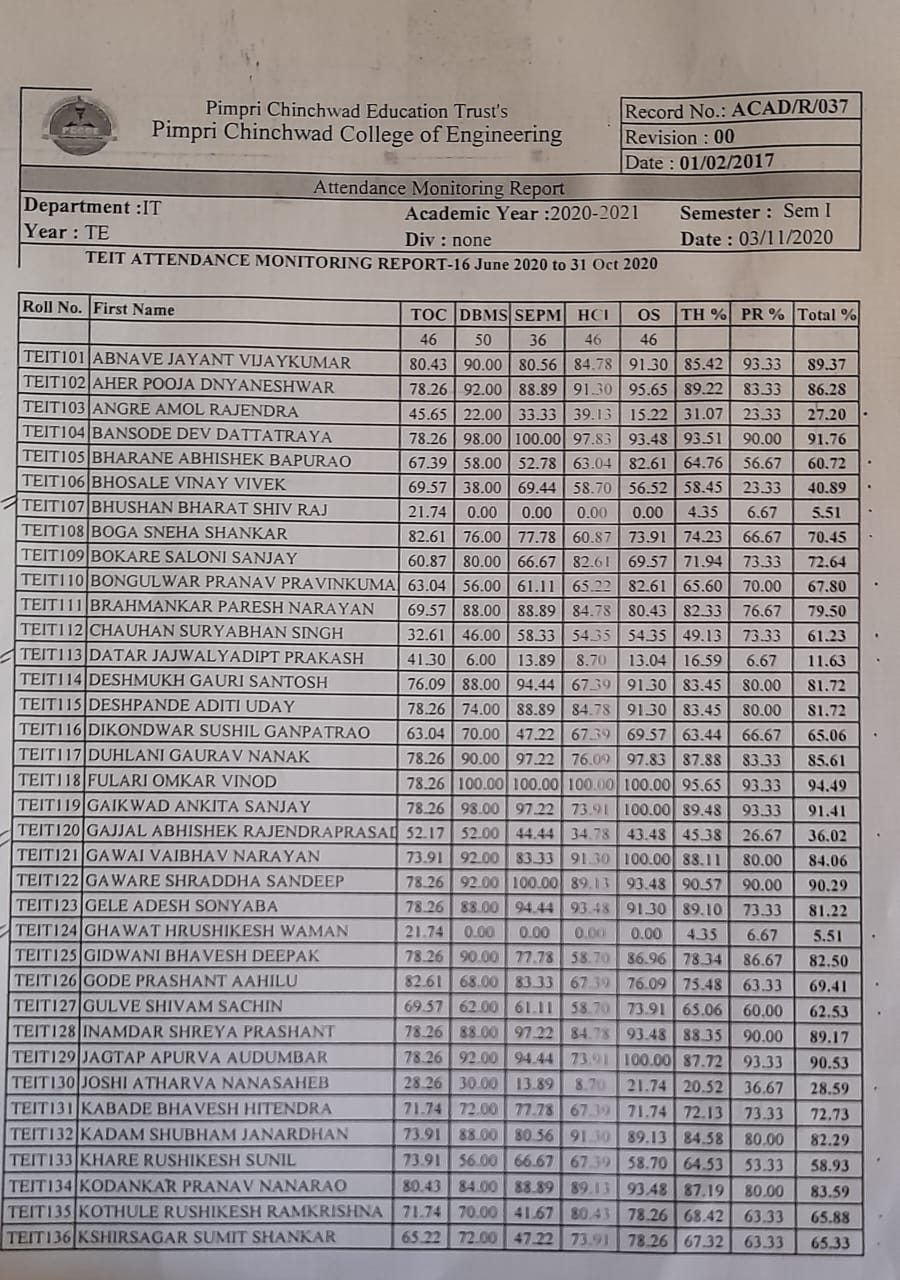 Pimpri Chinchwad Education Trust's
Pimpri Chinchwad College of Engineering
Record No.: ACAD/R/037
Revision : 00
Date : 01/02/2017
Attendance Monitoring Report
Department :IT Academic Year :2020-2021 Semester : Sem I
Year : TE Div : none Date : 03/11/2020
TEIT ATTENDANCE MONITORING REPORT-16 June 2020 to 31 Oct 2020
Roll No. First Name TOC DBMS SEPM HCI OS TH % PR % Total %
46 50 36 46 46
TEIT101 ABNAVE JAYANT VIJAYKUMAR 80.43 90.00 80.56 84.78 91.30 85.42 93.33 89.37
TEIT102 AHER POOJA DNYANESHWAR 78.26 92.00 88.89 91.30 95.65 89.22 83.33 86.28
TEIT103 ANGRE AMOL RAJENDRA 45.65 22.00 33.33 39.13 15.22 31.07 23.33 27.20
TEIT104 BANSODE DEV DATTATRAYA 78.26 98.00 100.00 97.83 93.48 93.51 90.00 91.76
TEIT105 BHARANE ABHISHEK BAPURAO 67.39 58.00 52.78 63.04 82.61 64.76 56.67 60.72
TEIT106 BHOSALE VINAY VIVEK 69.57 38.00 69.44 58.70 56.52 58.45 23.33 40.89
TEIT107 BHUSHAN BHARAT SHIV RAJ 21.74 0.00 0.00 0.00 0.00 4.35 6.67 5.51
TEIT108 BOGA SNEHA SHANKAR 82.61 76.00 77.78 60.87 73.91 74.23 66.67 70.45
TEIT109 BOKARE SALONI SANJAY 60.87 80.00 66.67 82.61 69.57 71.94 73.33 72.64
TEIT110 BONGULWAR PRANAV PRAVINKUMA 63.04 56.00 61.11 65.22 82.61 65.60 70.00 67.80
TEIT111 BRAHMANKAR PARESH NARAYAN 69.57 88.00 88.89 84.78 80.43 82.33 76.67 79.50
TEIT112 CHAUHAN SURYABHAN SINGH 32.61 46.00 58.33 54.35 54.35 49.13 73.33 61.23
TEIT113 DATAR JAJWALYADIPT PRAKASH 41.30 6.00 13.89 8.70 13.04 16.59 6.67 11.63
TEIT114 DESHMUKH GAURI SANTOSH 76.09 88.00 94.44 67.39 91.30 83.45 80.00 81.72
TEIT115 DESHPANDE ADITI UDAY 78.26 74.00 88.89 84.78 91.30 83.45 80.00 81.72
TEIT116 DIKONDWAR SUSHIL GANPATRAO 63.04 70.00 47.22 67.39 69.57 63.44 66.67 65.06
TEIT117 DUHLANI GAURAV NANAK 78.26 90.00 97.22 76.09 97.83 87.88 83.33 85.61
TEIT118 FULARI OMKAR VINOD 78.26 100.00 100.00 100.00 100.00 95.65 93.33 94.49
TEIT119 GAIKWAD ANKITA SANJAY 78.26 98.00 97.22 73.91 100.00 89.48 93.33 91.41
TEIT120 GAJJAL ABHISHEK RAJENDRAPRASAD 52.17 52.00 44.44 34.78 43.48 45.38 26.67 36.02
TEIT121 GAWAI VAIBHAV NARAYAN 73.91 92.00 83.33 91.30 100.00 88.11 80.00 84.06
TEIT122 GAWARE SHRADDHA SANDEEP 78.26 92.00 100.00 89.13 93.48 90.57 90.00 90.29
TEIT123 GELE ADESH SONYABA 78.26 88.00 94.44 93.48 91.30 89.10 73.33 81.22
TEIT124 GHAWAT HRUSHIKESH WAMAN 21.74 0.00 0.00 0.00 0.00 4.35 6.67 5.51
TEIT125 GIDWANI BHAVESH DEEPAK 78.26 90.00 77.78 58.70 86.96 78.34 86.67 82.50
TEIT126 GODE PRASHANT AAHILU 82.61 68.00 83.33 67.39 76.09 75.48 63.33 69.41
TEIT127 GULVE SHIVAM SACHIN 69.57 62.00 61.11 58.70 73.91 65.06 60.00 62.53
TEIT128 INAMDAR SHREYA PRASHANT 78.26 88.00 97.22 84.78 93.48 88.35 90.00 89.17
TEIT129 JAGTAP APURVA AUDUMBAR 78.26 92.00 94.44 73.91 100.00 87.72 93.33 90.53
TEIT130 JOSHI ATHARVA NANASAHEB 28.26 30.00 13.89 8.70 21.74 20.52 36.67 28.59
TEIT131 KABADE BHAVESH HITENDRA 71.74 72.00 77.78 67.39 71.74 72.13 73.33 72.73
TEIT132 KADAM SHUBHAM JANARDHAN 73.91 88.00 80.56 91.30 89.13 84.58 80.00 82.29
TEIT133 KHARE RUSHIKESH SUNIL 73.91 56.00 66.67 67.39 58.70 64.53 53.33 58.93
TEIT134 KODANKAR PRANAV NANARAO 80.43 84.00 88.89 89.13 93.48 87.19 80.00 83.59
TEIT135 KOTHULE RUSHIKESH RAMKRISHNA 71.74 70.00 41.67 80.43 78.26 68.42 63.33 65.88
TEIT136 KSHIRSAGAR SUMIT SHANKAR 65.22 72.00 47.22 73.91 78.26 67.32 63.33 65.33